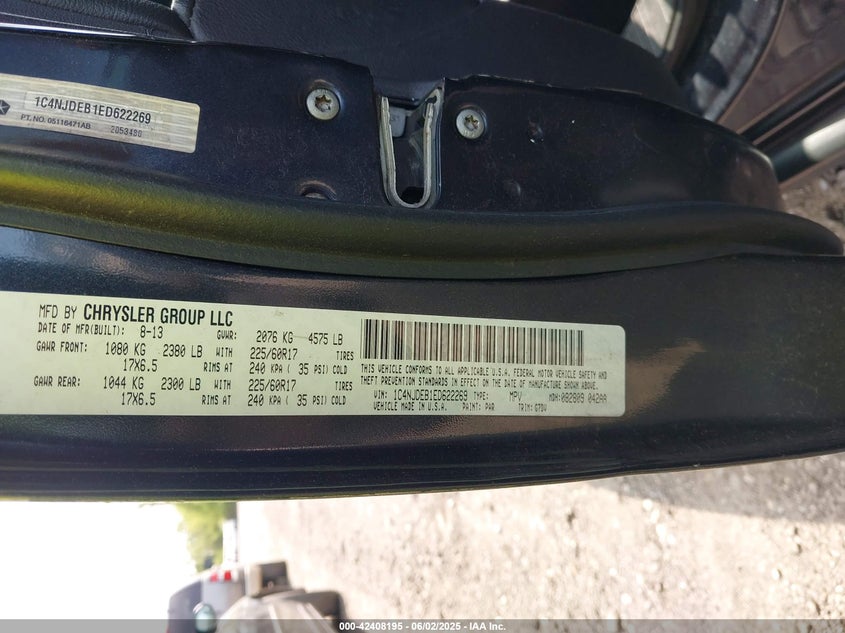 1C4NJDEB1ED622269
PT. NO. 05116471AB 2053480
MFD BY CHRYSLER GROUP LLC
DATE OF MFR(BUILT): 8-13 GVWR: 2076 KG 4575 LB
GAWR FRONT: 1080 KG 2380 LB WITH 225/60R17 TIRES
17X6.5 RIMS AT 240 KPA ( 35 PSI) COLD
GAWR REAR: 1044 KG 2300 LB WITH 225/60R17 TIRES
17X6.5 RIMS AT 240 KPA ( 35 PSI) COLD
THIS VEHICLE CONFORMS TO ALL APPLICABLE U.S.A. FEDERAL MOTOR VEHICLE SAFETY AND
THEFT PREVENTION STANDARDS IN EFFECT ON THE DATE OF MANUFACTURE SHOWN ABOVE.
VIN: 1C4NJDEB1ED622269 TYPE: MPV MDH: 082809 042AA
VEHICLE MADE IN U.S.A. PAINT: PAR TRIM: G7DV
000-42408195 - 06/02/2025 - IAA Inc.